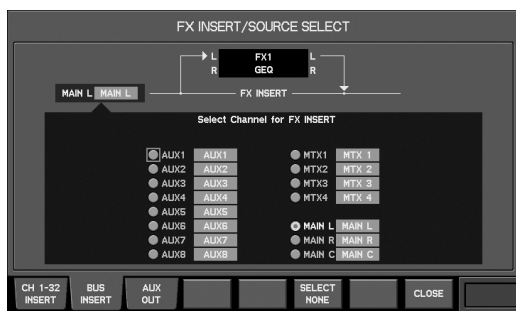 FX INSERT/SOURCE SELECT
L FX1 L
R GEQ R
MAIN L MAIN L
FX INSERT
Select Channel for FX INSERT
AUX1 AUX1 MTX1 MTX 1
AUX2 AUX2 MTX2 MTX 2
AUX3 AUX3 MTX3 MTX 3
AUX4 AUX4 MTX4 MTX 4
AUX5 AUX5
AUX6 AUX6 MAIN L MAIN L
AUX7 AUX7 MAIN R MAIN R
AUX8 AUX8 MAIN C MAIN C
CH 1-32 INSERT
BUS INSERT
AUX OUT
SELECT NONE
CLOSE